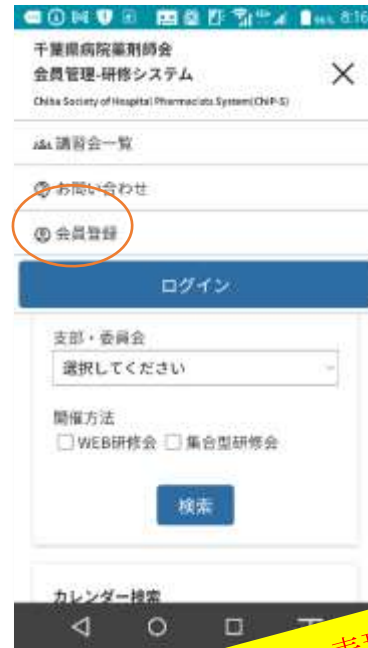 8:16
千葉県病院薬剤師会
会員管理-研修システム
Chiba Society of Hospital Pharmacists System(ChiP-S)
講習会一覧
お問い合わせ
会員登録
ログイン
支部・委員会
選択してください
開催方法
WEB研修会 集合型研修会
検索
カレンダー検索